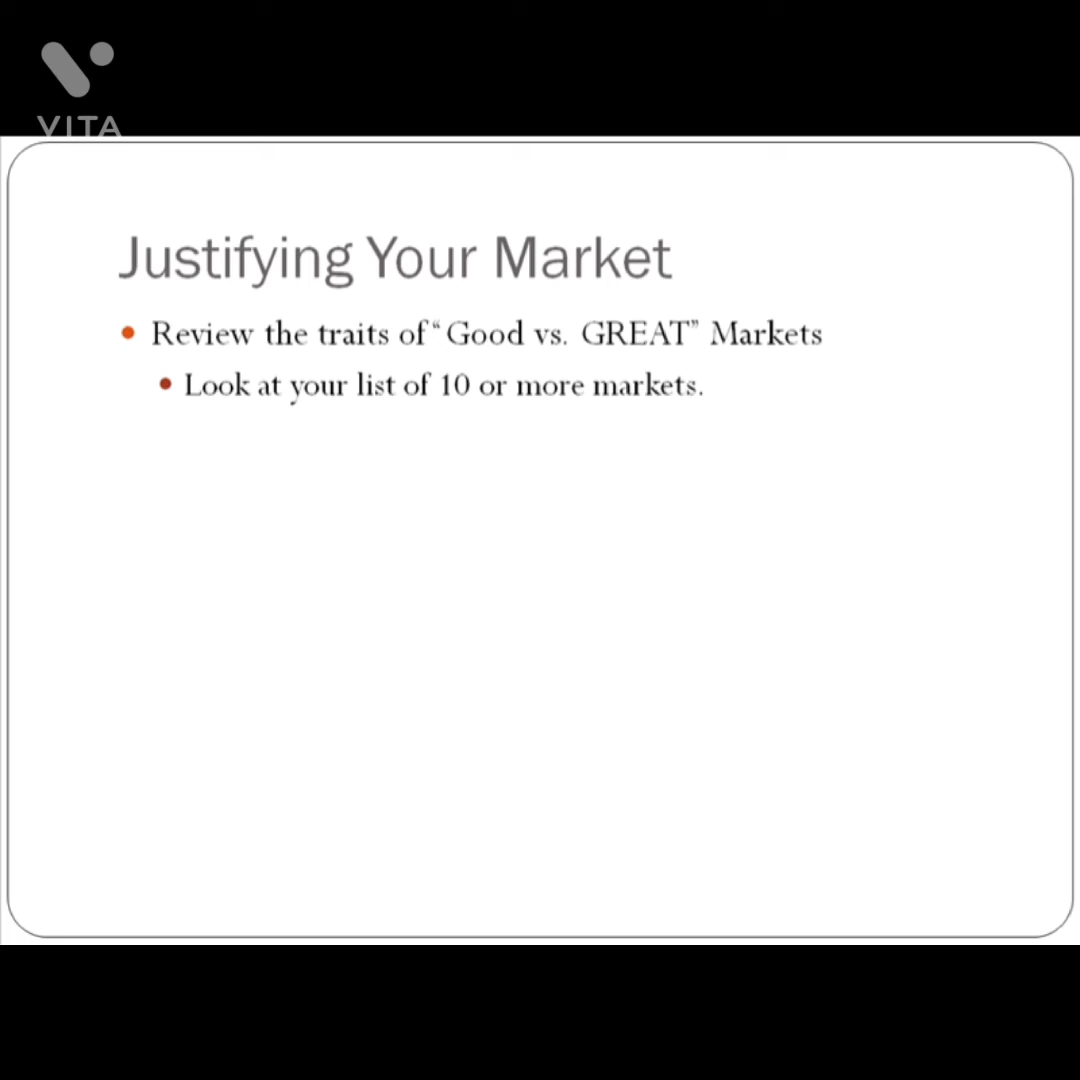 VITA
Justifying Your Market
Review the traits of “Good vs. GREAT” Markets
Look at your list of 10 or more markets.